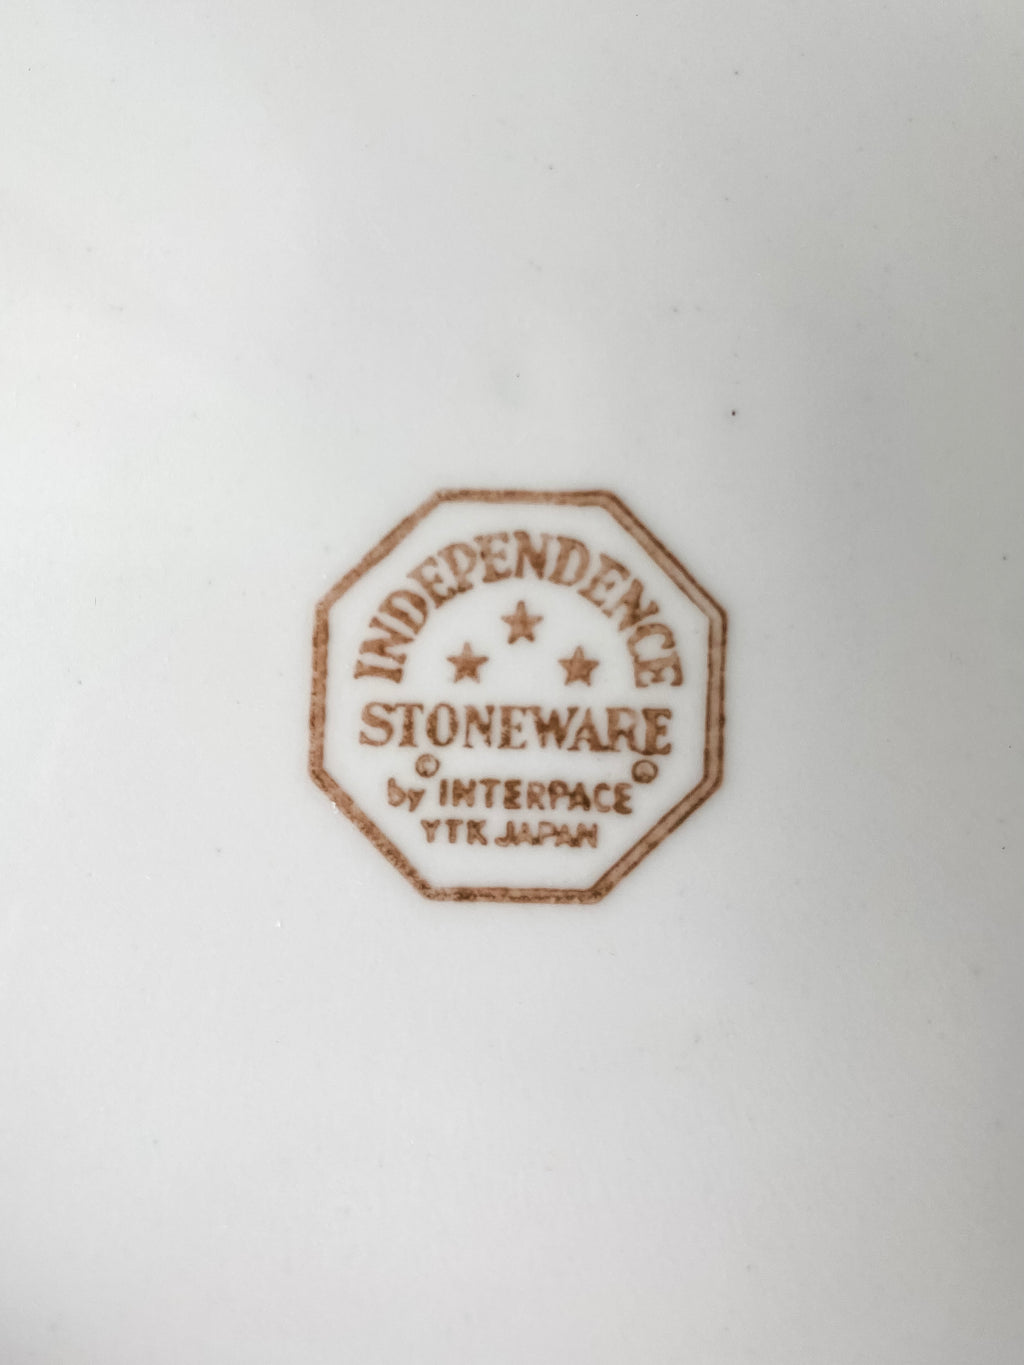 INDEPENDENCE
STONEWARE
© ®
by INTERPACE
YTK JAPAN